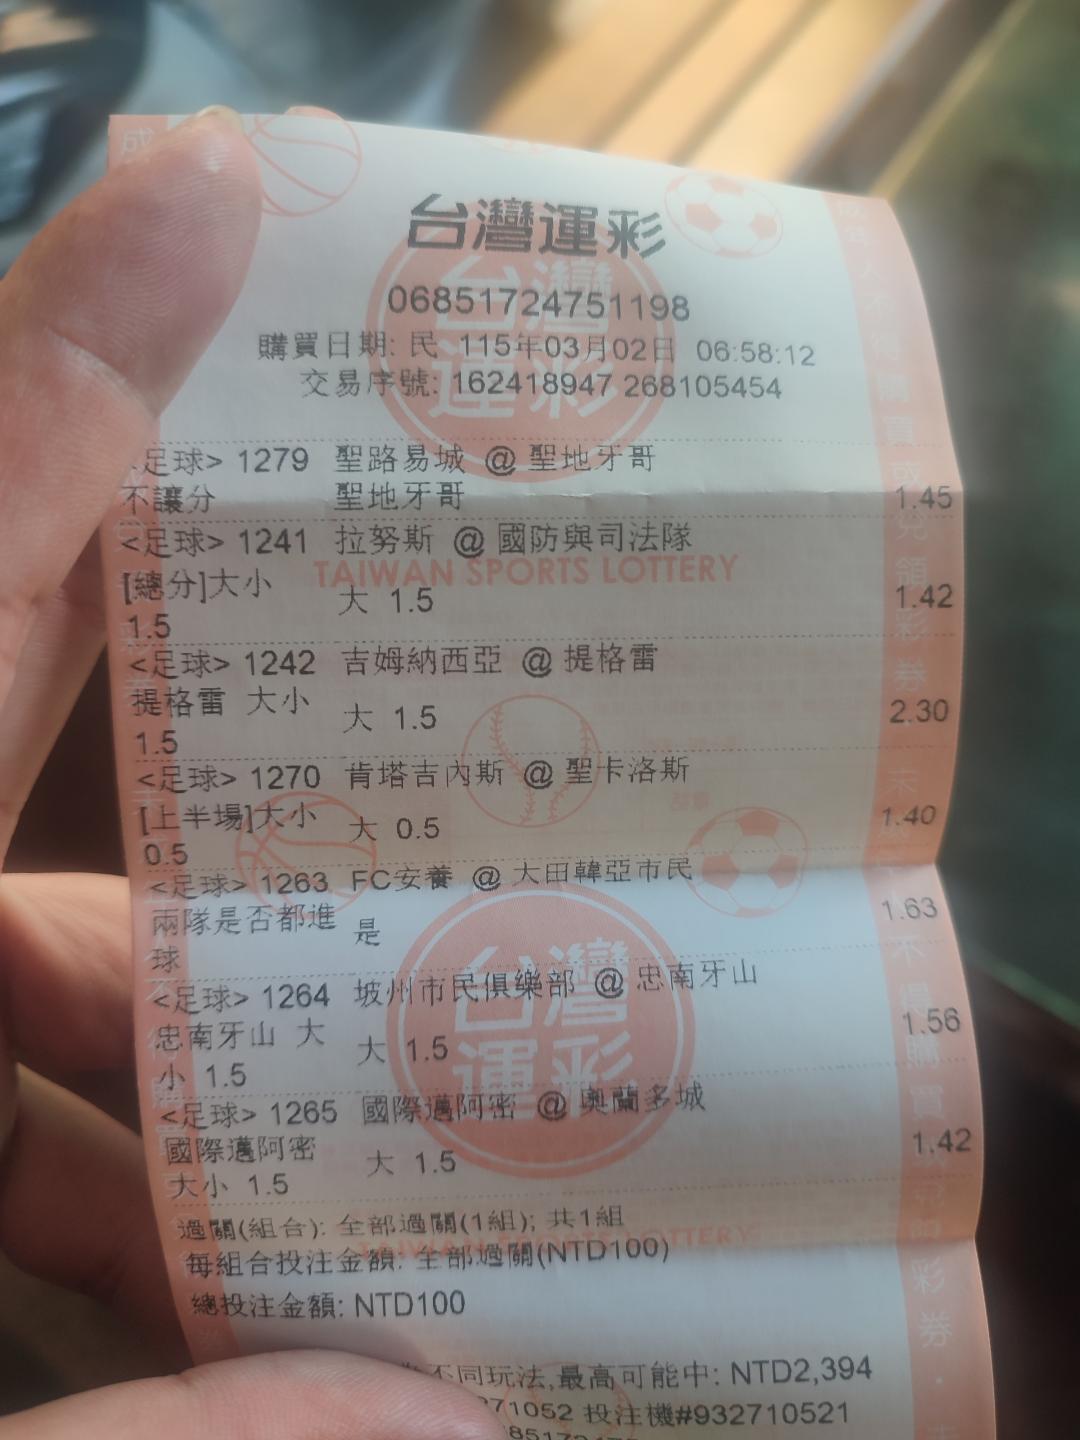 台灣運彩
06851724751198
購買日期: 民 115年03月02日 06:58:12
交易序號: 162418947 268105454
<足球> 1279 聖路易城 @ 聖地牙哥
不讓分 聖地牙哥 1.45
<足球> 1241 拉努斯 @ 國防與司法隊
TAIWAN SPORTS LOTTERY
[總分]大小 大 1.5 1.42
1.5
<足球> 1242 吉姆納西亞 @ 提格雷
提格雷 大小 大 1.5 2.30
1.5
<足球> 1270 肯塔吉內斯 @ 聖卡洛斯
[上半場]大小 大 0.5 1.40
0.5
<足球> 1263 FC安養 @ 大田韓亞市民
兩隊是否都進 是 1.63
球
<足球> 1264 坡州市民俱樂部 @ 忠南牙山
忠南牙山 大 大 1.5 1.56
小 1.5
<足球> 1265 國際邁阿密 @ 奧蘭多城
國際邁阿密 大 1.5 1.42
大小 1.5
過關(組合): 全部過關(1組); 共1組
TAIWAN SPORTS LOTTERY
每組合投注金額: 全部過關(NTD100)
總投注金額: NTD100
不同玩法,最高可能中: NTD2,394
71052 投注機#932710521